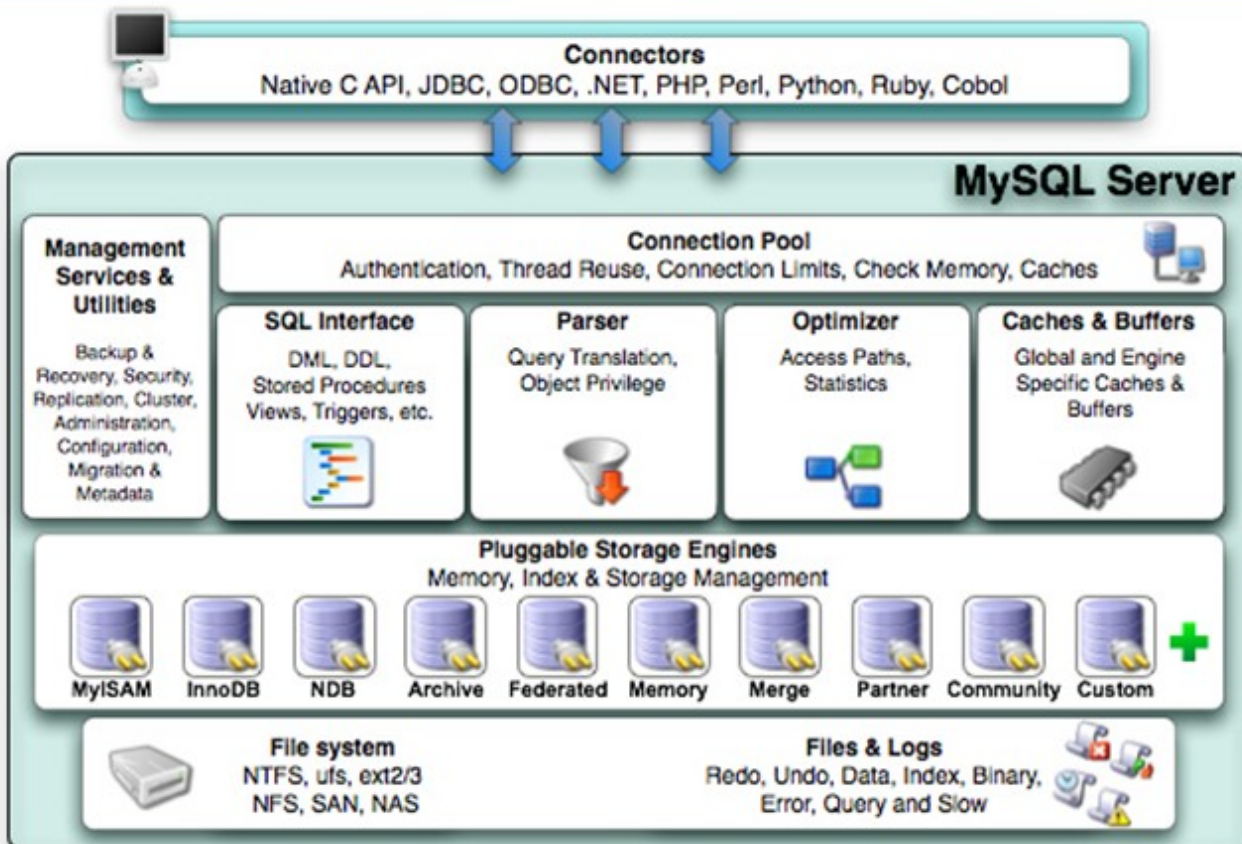 Connectors
Native C API, JDBC, ODBC, .NET, PHP, Perl, Python, Ruby, Cobol
MySQL Server
Management
Services &
Utilities
Backup &
Recovery, Security,
Replication, Cluster,
Administration,
Configuration,
Migration &
Metadata
Connection Pool
Authentication, Thread Reuse, Connection Limits, Check Memory, Caches
SQL Interface
DML, DDL,
Stored Procedures
Views, Triggers, etc.
Parser
Query Translation,
Object Privilege
Optimizer
Access Paths,
Statistics
Caches & Buffers
Global and Engine
Specific Caches &
Buffers
Pluggable Storage Engines
Memory, Index & Storage Management
MyISAM
InnoDB
NDB
Archive
Federated
Memory
Merge
Partner
Community
Custom
File system
NTFS, ufs, ext2/3
NFS, SAN, NAS
Files & Logs
Redo, Undo, Data, Index, Binary,
Error, Query and Slow